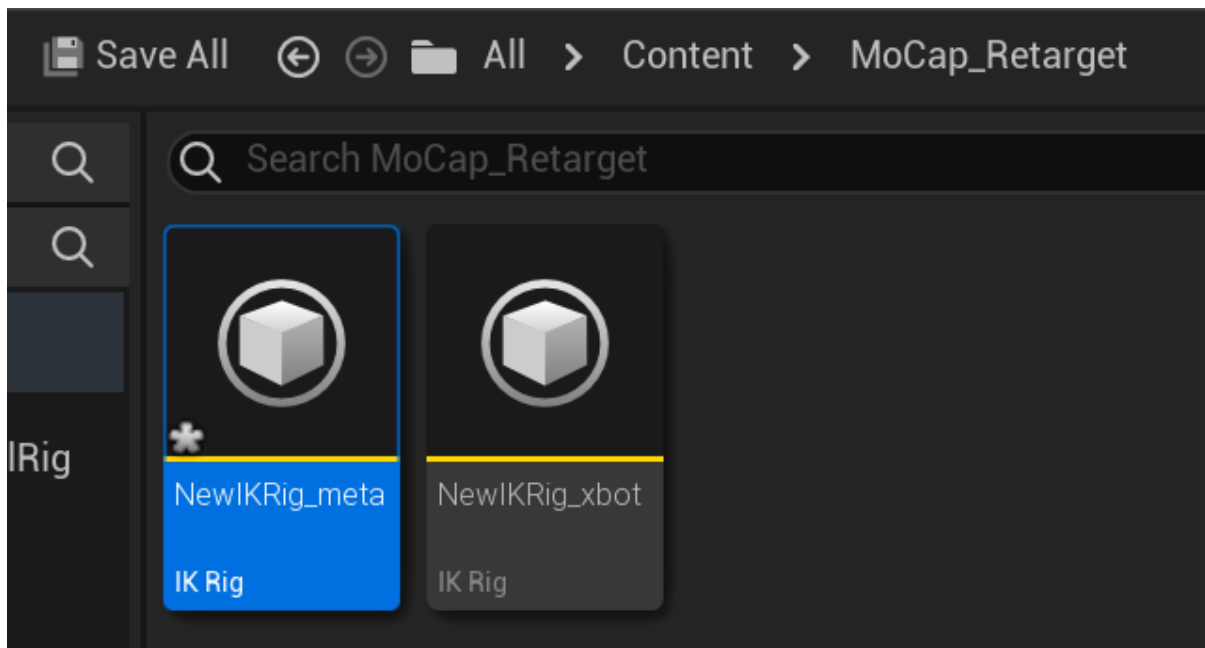 Save All All > Content > MoCap_Retarget
Search MoCap_Retarget
lRig
NewIKRig_meta NewIKRig_xbot
IK Rig IK Rig